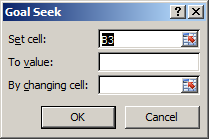 Goal Seek
Set cell: B3
To value:
By changing cell:
OK Cancel